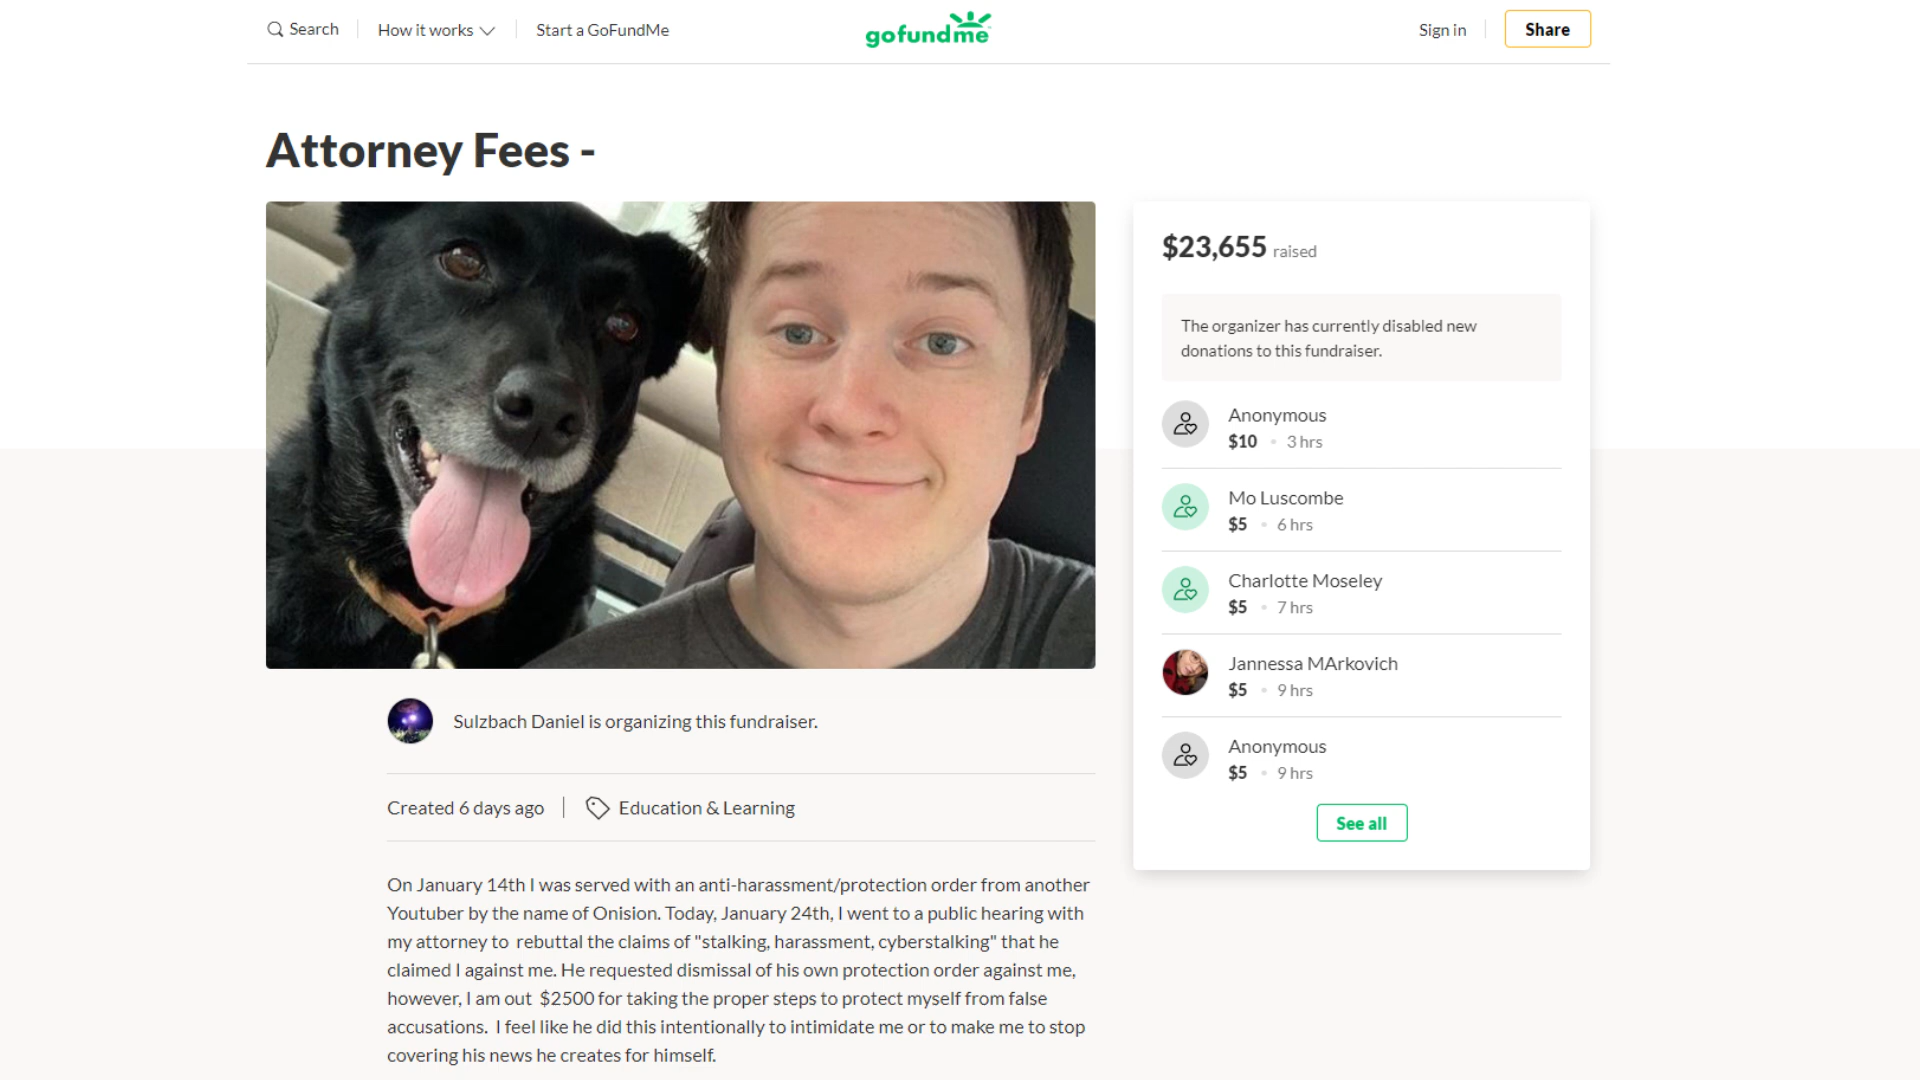 Search
How it works
Start a GoFundMe
gofundme
Sign in
Share
Attorney Fees -
$23,655 raised
The organizer has currently disabled new
donations to this fundraiser.
Anonymous
$10 • 3 hrs
Mo Luscombe
$5 • 6 hrs
Charlotte Moseley
$5 • 7 hrs
Jannessa MArkovich
$5 • 9 hrs
Anonymous
$5 • 9 hrs
See all
Sulzbach Daniel is organizing this fundraiser.
Created 6 days ago
Education & Learning
On January 14th I was served with an anti-harassment/protection order from another
Youtuber by the name of Onision. Today, January 24th, I went to a public hearing with
my attorney to rebuttal the claims of "stalking, harassment, cyberstalking" that he
claimed I against me. He requested dismissal of his own protection order against me,
however, I am out $2500 for taking the proper steps to protect myself from false
accusations. I feel like he did this intentionally to intimidate me or to make me to stop
covering his news he creates for himself.